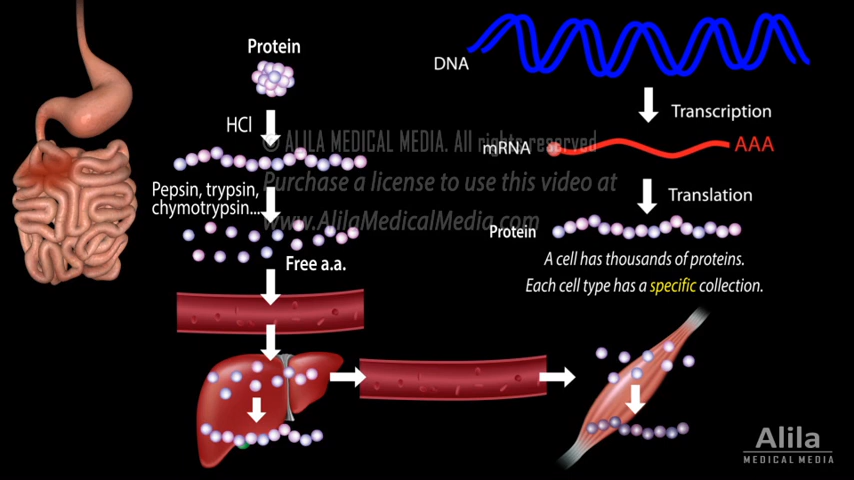 Protein
HCl
Pepsin, trypsin,
chymotrypsin...
Free a.a.
DNA
Transcription
mRNA
AAA
Translation
Protein
A cell has thousands of proteins.
Each cell type has a specific collection.
© ALILA MEDICAL MEDIA. All rights reserved
Purchase a license to use this video at
www.AlilaMedicalMedia.com
Alila
MEDICAL MEDIA